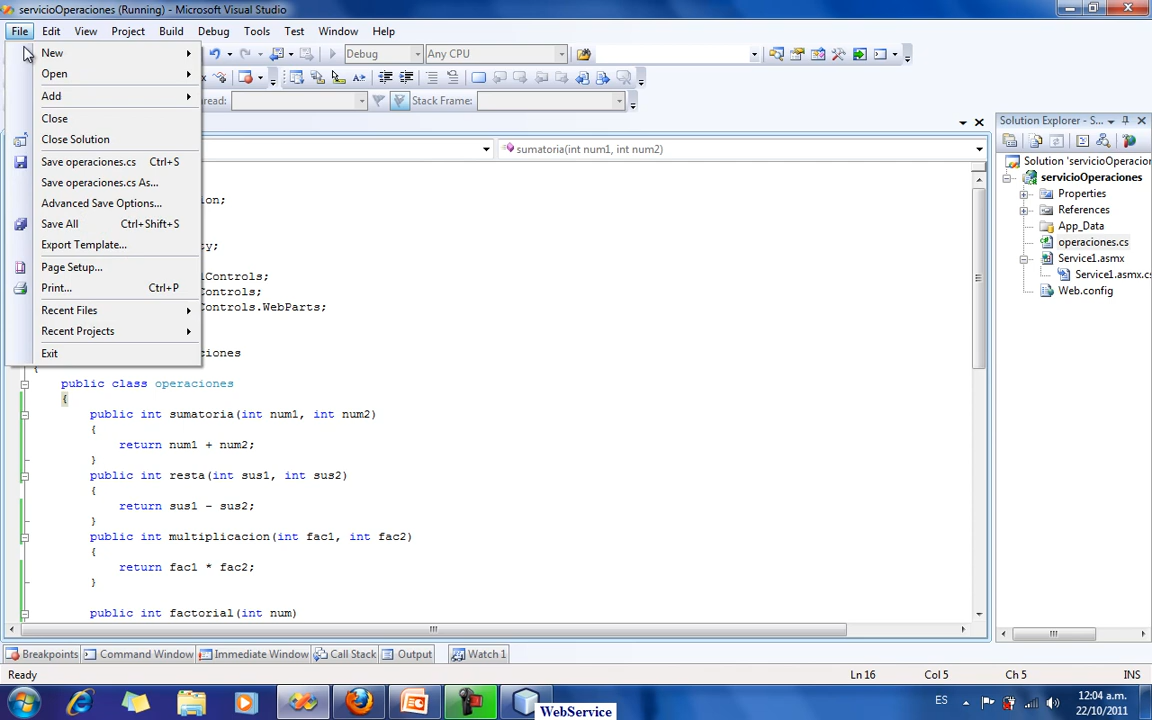 servicioOperaciones (Running) - Microsoft Visual Studio
File Edit View Project Build Debug Tools Test Window Help
New
Open
Add
Close
Close Solution
Save operaciones.cs Ctrl+S
Save operaciones.cs As...
Advanced Save Options...
Save All Ctrl+Shift+S
Export Template...
Page Setup...
Print... Ctrl+P
Recent Files
Recent Projects
Exit
Debug Any CPU
Stack Frame:
sumatoria(int num1, int num2)
Controls;
Controls.WebParts;
public class operaciones
{
public int sumatoria(int num1, int num2)
{
return num1 + num2;
}
public int resta(int sus1, int sus2)
{
return sus1 - sus2;
}
public int multiplicacion(int fac1, int fac2)
{
return fac1 * fac2;
}
public int factorial(int num)
Solution Explorer - S...
Solution 'servicioOperacion
servicioOperaciones
Properties
References
App_Data
operaciones.cs
Service1.asmx
Service1.asmx.cs
Web.config
Breakpoints Command Window Immediate Window Call Stack Output Watch 1
Ready Ln 16 Col 5 Ch 5 INS
WebService
ES
12:04 a.m.
22/10/2011